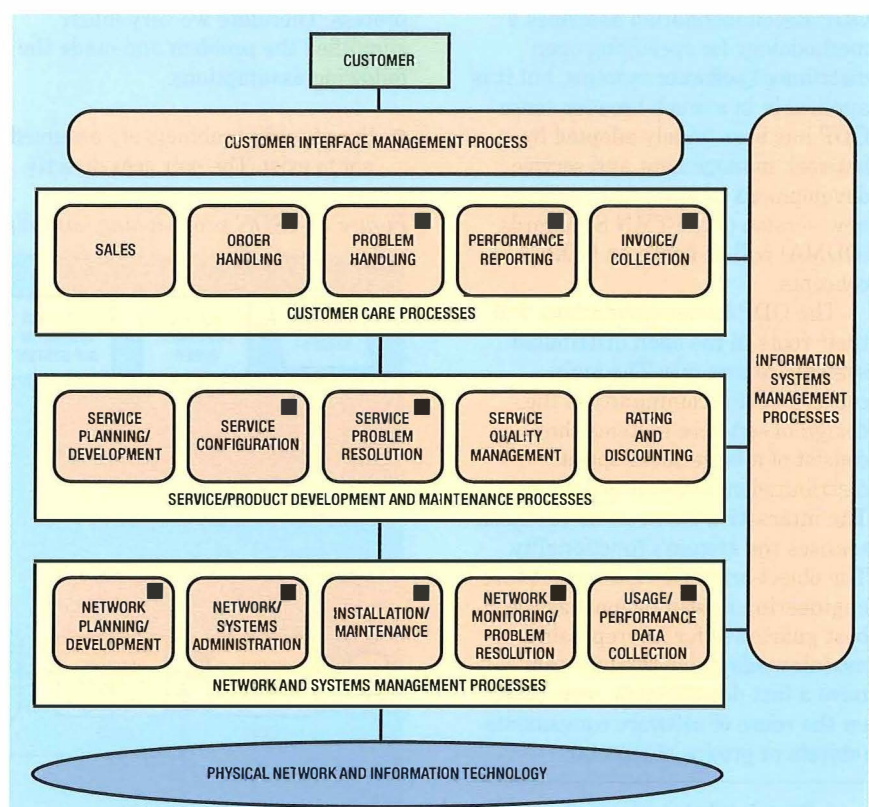 CUSTOMER
CUSTOMER INTERFACE MANAGEMENT PROCESS
SALES
ORDER
HANDLING
PROBLEM
HANDLING
PERFORMANCE
REPORTING
INVOICE/
COLLECTION
CUSTOMER CARE PROCESSES
INFORMATION
SYSTEMS
MANAGEMENT
PROCESSES
SERVICE
PLANNING/
DEVELOPMENT
SERVICE
CONFIGURATION
SERVICE
PROBLEM
RESOLUTION
SERVICE
QUALITY
MANAGEMENT
RATING
AND
DISCOUNTING
SERVICE/PRODUCT DEVELOPMENT AND MAINTENANCE PROCESSES
NETWORK
PLANNING/
DEVELOPMENT
NETWORK/
SYSTEMS
ADMINISTRATION
INSTALLATION/
MAINTENANCE
NETWORK
MONITORING/
PROBLEM
RESOLUTION
USAGE/
PERFORMANCE
DATA
COLLECTION
NETWORK AND SYSTEMS MANAGEMENT PROCESSES
PHYSICAL NETWORK AND INFORMATION TECHNOLOGY